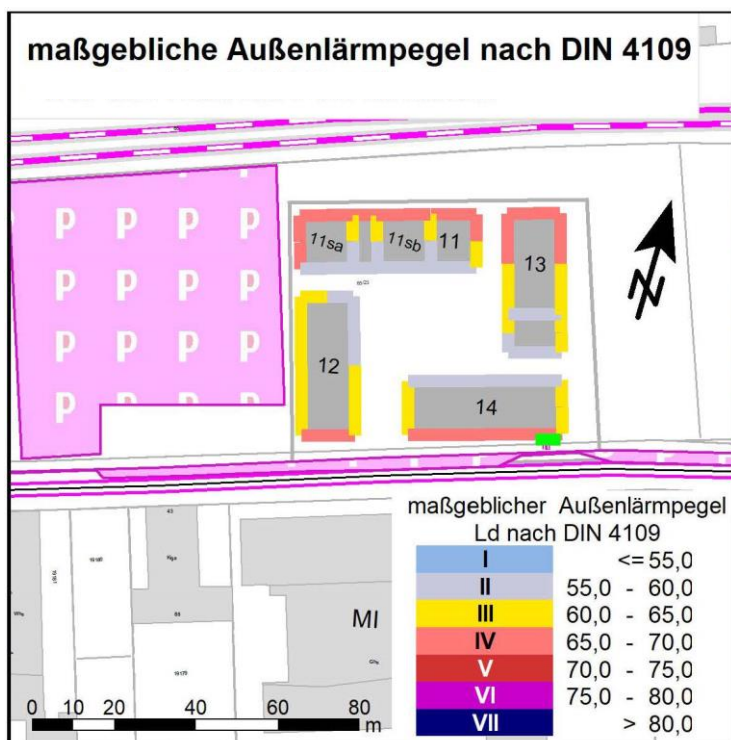 maßgebliche Außenlärmpegel nach DIN 4109
P P P P
P P P P
P P P P
P P P P
11sa 11sb 11
13
12
14
MI
maßgeblicher Außenlärmpegel
Ld nach DIN 4109
I <= 55,0
II 55,0 - 60,0
III 60,0 - 65,0
IV 65,0 - 70,0
V 70,0 - 75,0
VI 75,0 - 80,0
VII > 80,0
0 10 20 40 60 80
m